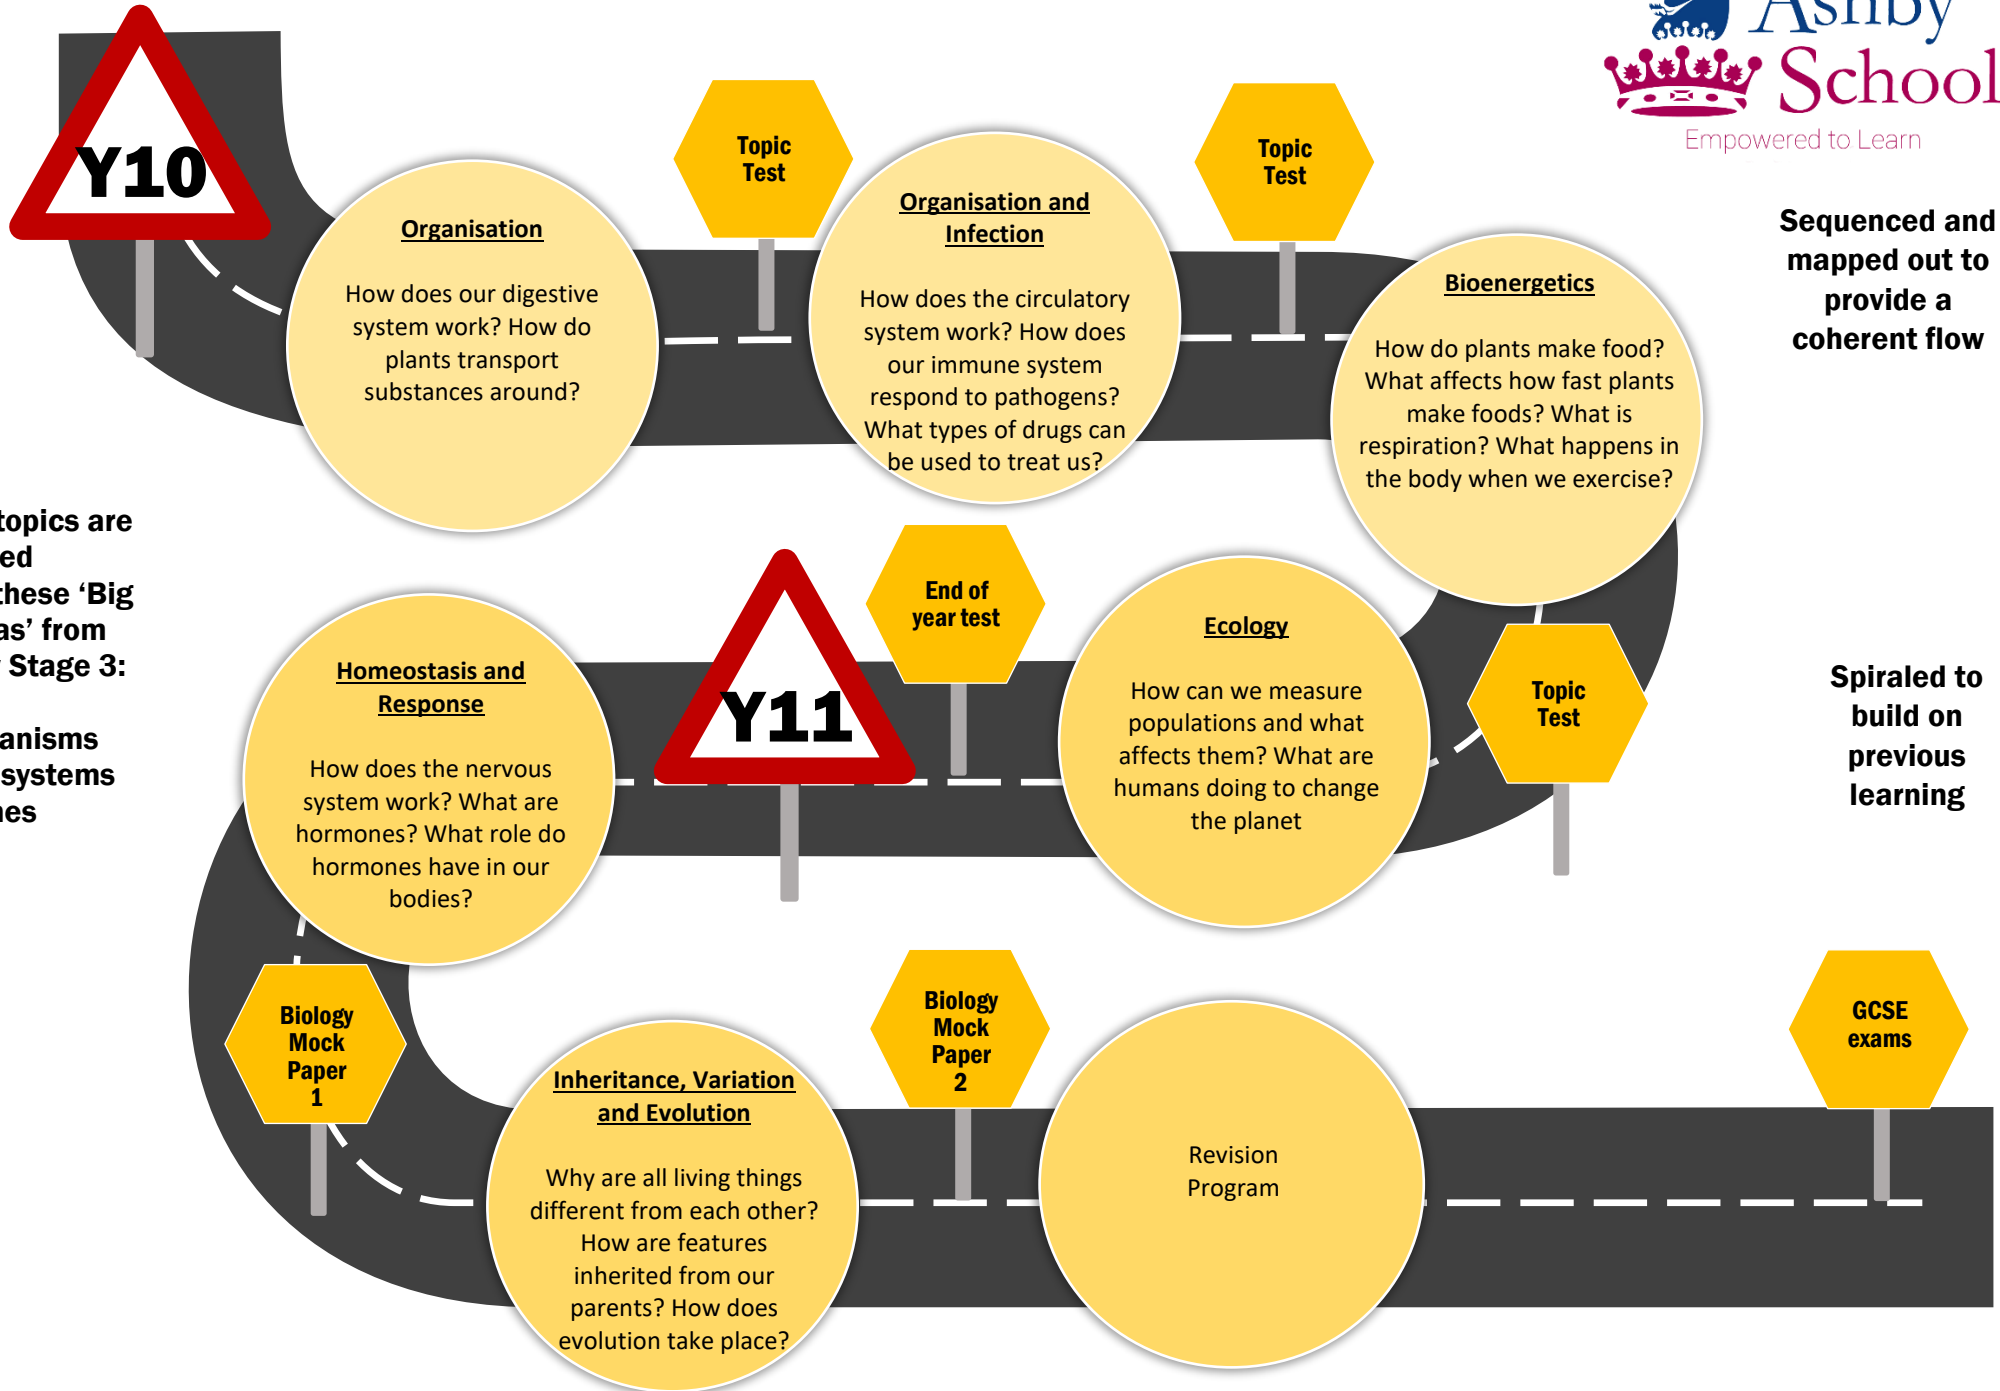 Ashby
School
Empowered to Learn
Y10
Organisation
How does our digestive
system work? How do
plants transport
substances around?
Topic
Test
Organisation and
Infection
How does the circulatory
system work? How does
our immune system
respond to pathogens?
What types of drugs can
be used to treat us?
Topic
Test
Bioenergetics
How do plants make food?
What affects how fast plants
make foods? What is
respiration? What happens in
the body when we exercise?
Sequenced and
mapped out to
provide a
coherent flow
topics are
these ‘Big
from
Stage 3:
systems
Topic
Test
Ecology
How can we measure
populations and what
affects them? What are
humans doing to change
the planet
End of
year test
Y11
Homeostasis and
Response
How does the nervous
system work? What are
hormones? What role do
hormones have in our
bodies?
Spiraled to
build on
previous
learning
Biology
Mock
Paper
1
Inheritance, Variation
and Evolution
Why are all living things
different from each other?
How are features
inherited from our
parents? How does
evolution take place?
Biology
Mock
Paper
2
Revision
Program
GCSE
exams